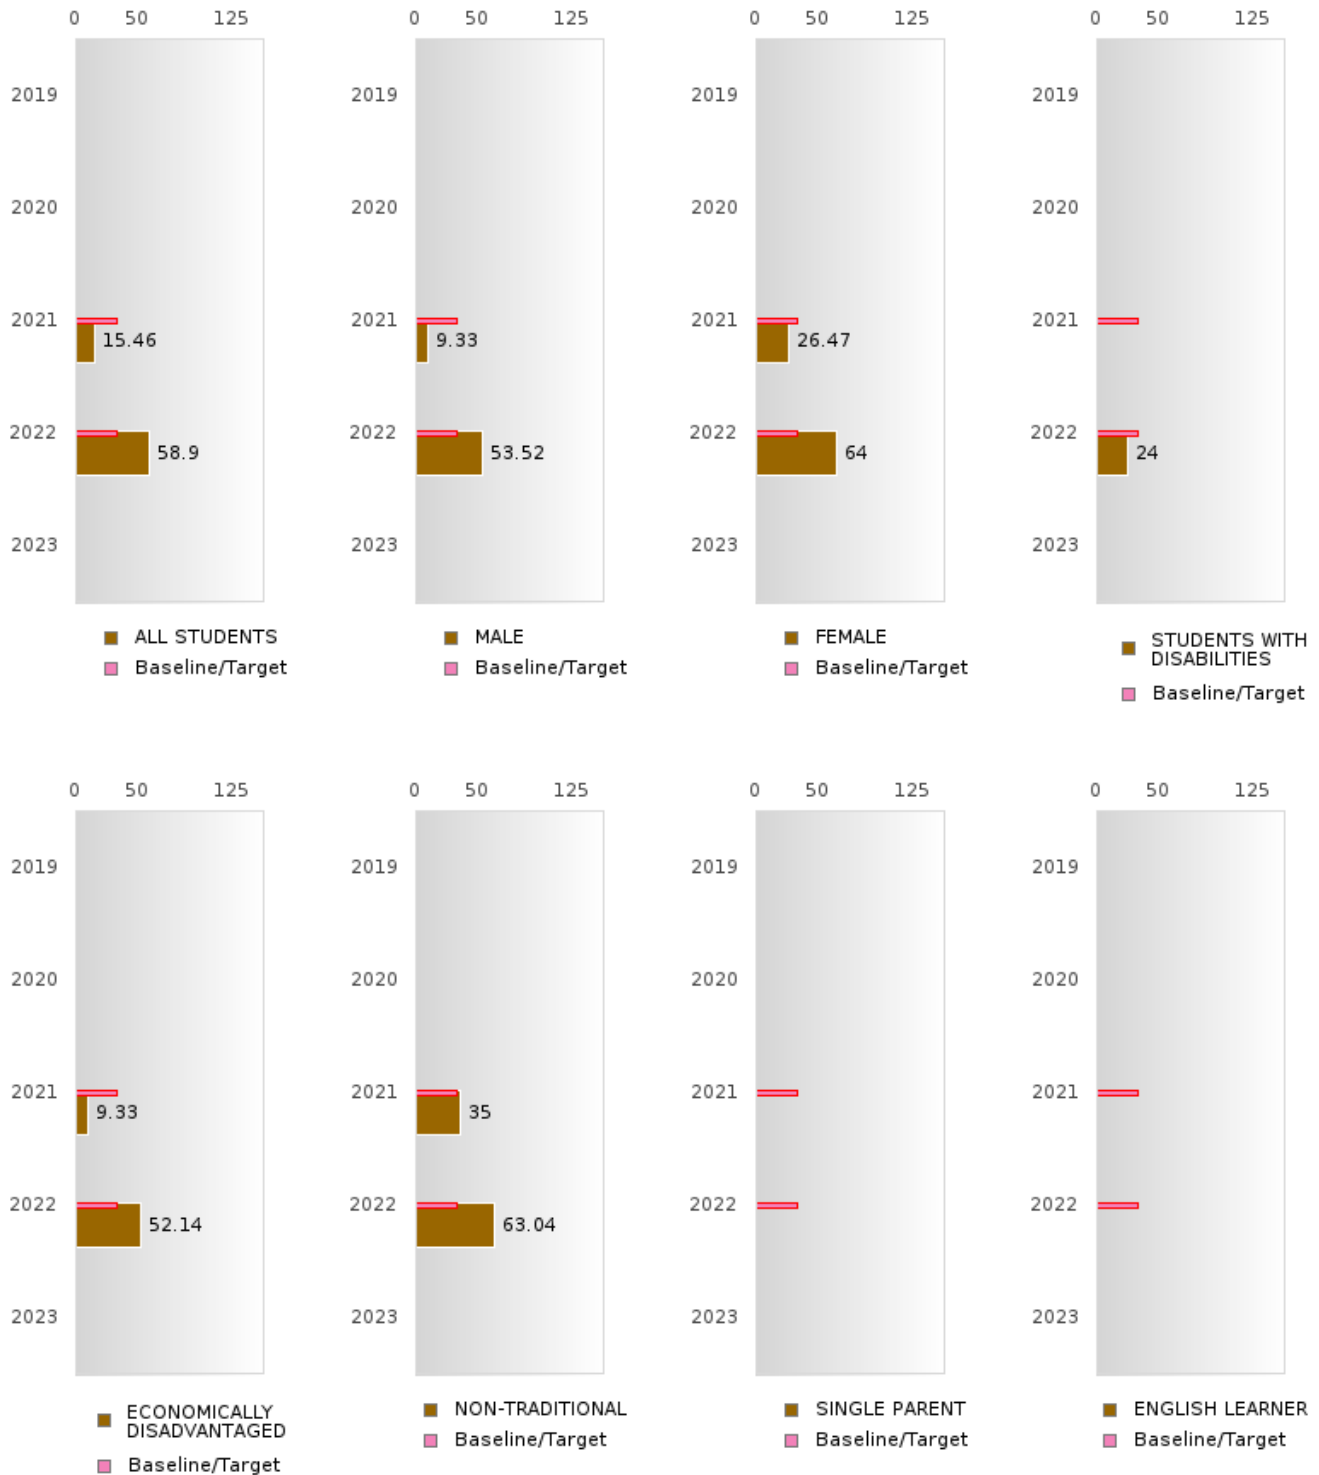 0 50 125
0 50 125
0 50 125
0 50 125
2019
2019
2019
2019
2020
2020
2020
2020
2021
15.46
2021
9.33
2021
26.47
2021
2022
58.9
2022
53.52
2022
64
2022
24
2023
2023
2023
2023
ALL STUDENTS
Baseline/Target
MALE
Baseline/Target
FEMALE
Baseline/Target
STUDENTS WITH
DISABILITIES
Baseline/Target
0 50 125
0 50 125
0 50 125
0 50 125
2019
2019
2019
2019
2020
2020
2020
2020
2021
9.33
2021
35
2021
2021
2022
52.14
2022
63.04
2022
2022
2023
2023
2023
2023
ECONOMICALLY
DISADVANTAGED
Baseline/Target
NON-TRADITIONAL
Baseline/Target
SINGLE PARENT
Baseline/Target
ENGLISH LEARNER
Baseline/Target